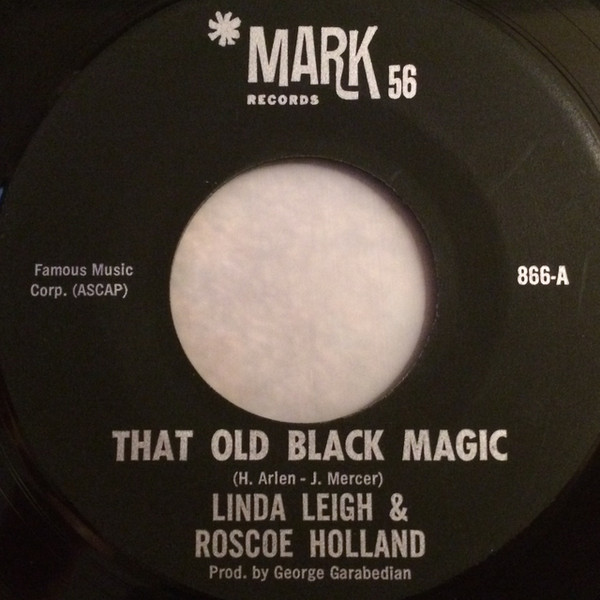 *MARK 56
RECORDS
Famous Music
Corp. (ASCAP)
866-A
THAT OLD BLACK MAGIC
(H. Arlen - J. Mercer)
LINDA LEIGH &
ROSCOE HOLLAND
Prod. by George Garabedian